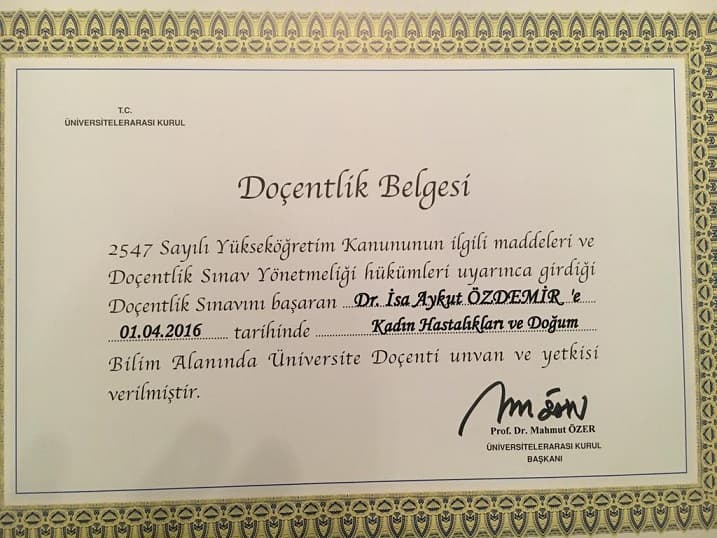 T.C.
ÜNİVERSİTELERARASI KURUL
Doçentlik Belgesi
2547 Sayılı Yükseköğretim Kanununun ilgili maddeleri ve
Doçentlik Sınav Yönetmeliği hükümleri uyarınca girdiği
Doçentlik Sınavını başaran Dr. İsa Aykut ÖZDEMİR 'e
01.04.2016 tarihinde Kadın Hastalıkları ve Doğum
Bilim Alanında Üniversite Doçenti unvan ve yetkisi
verilmiştir.
Prof. Dr. Mahmut ÖZER
ÜNİVERSİTELERARASI KURUL
BAŞKANI